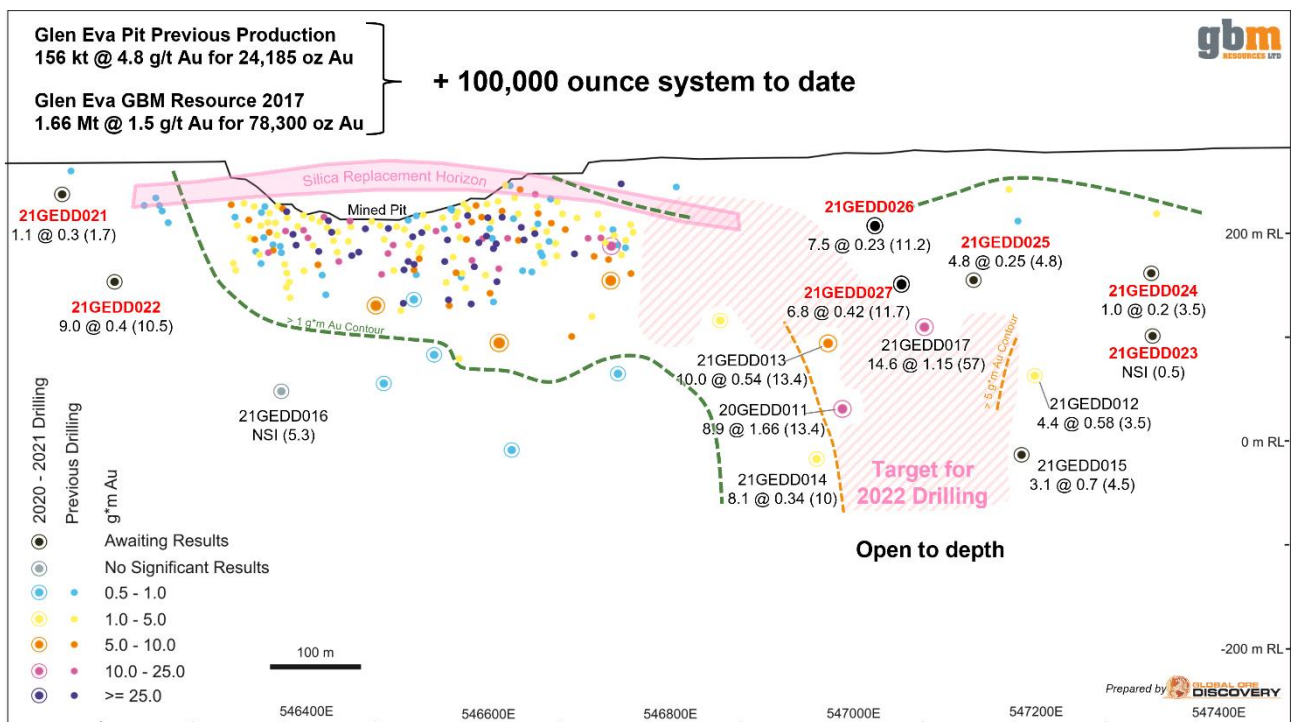 Glen Eva Pit Previous Production
156 kt @ 4.8 g/t Au for 24,185 oz Au
Glen Eva GBM Resource 2017
1.66 Mt @ 1.5 g/t Au for 78,300 oz Au
+ 100,000 ounce system to date
gbm
RESOURCES LTD
Silica Replacement Horizon
Mined Pit
21GEDD021
1.1 @ 0.3 (1.7)
21GEDD022
9.0 @ 0.4 (10.5)
21GEDD026
7.5 @ 0.23 (11.2)
21GEDD025
4.8 @ 0.25 (4.8)
200 m RL
21GEDD027
6.8 @ 0.42 (11.7)
21GEDD024
1.0 @ 0.2 (3.5)
> 1 g*m Au Contour
21GEDD013
10.0 @ 0.54 (13.4)
21GEDD017
14.6 @ 1.15 (57)
21GEDD023
NSI (0.5)
> 5 g*m Au Contour
21GEDD016
NSI (5.3)
20GEDD011
8.9 @ 1.66 (13.4)
21GEDD012
4.4 @ 0.58 (3.5)
0 m RL
21GEDD014
8.1 @ 0.34 (10)
Target for
2022 Drilling
21GEDD015
3.1 @ 0.7 (4.5)
Open to depth
2020 - 2021 Drilling
Previous Drilling
g*m Au
Awaiting Results
No Significant Results
0.5 - 1.0
1.0 - 5.0
5.0 - 10.0
10.0 - 25.0
>= 25.0
100 m
-200 m RL
Prepared by
GLOBAL ORE
DISCOVERY
546400E
546600E
546800E
547000E
547200E
547400E